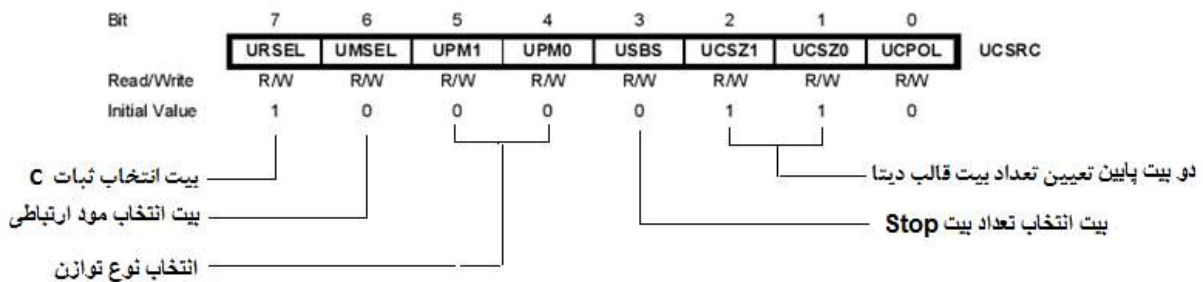 Bit 7 6 5 4 3 2 1 0
URSEL UMSEL UPM1 UPM0 USBS UCSZ1 UCSZ0 UCPOL UCSRC
Read/Write R/W R/W R/W R/W R/W R/W R/W R/W
Initial Value 1 0 0 0 0 1 1 0
بیت انتخاب ثبات C
دو بیت پایین تعیین تعداد بیت قالب دیتا
بیت انتخاب مود ارتباطی
بیت انتخاب تعداد بیت Stop
انتخاب نوع توازن